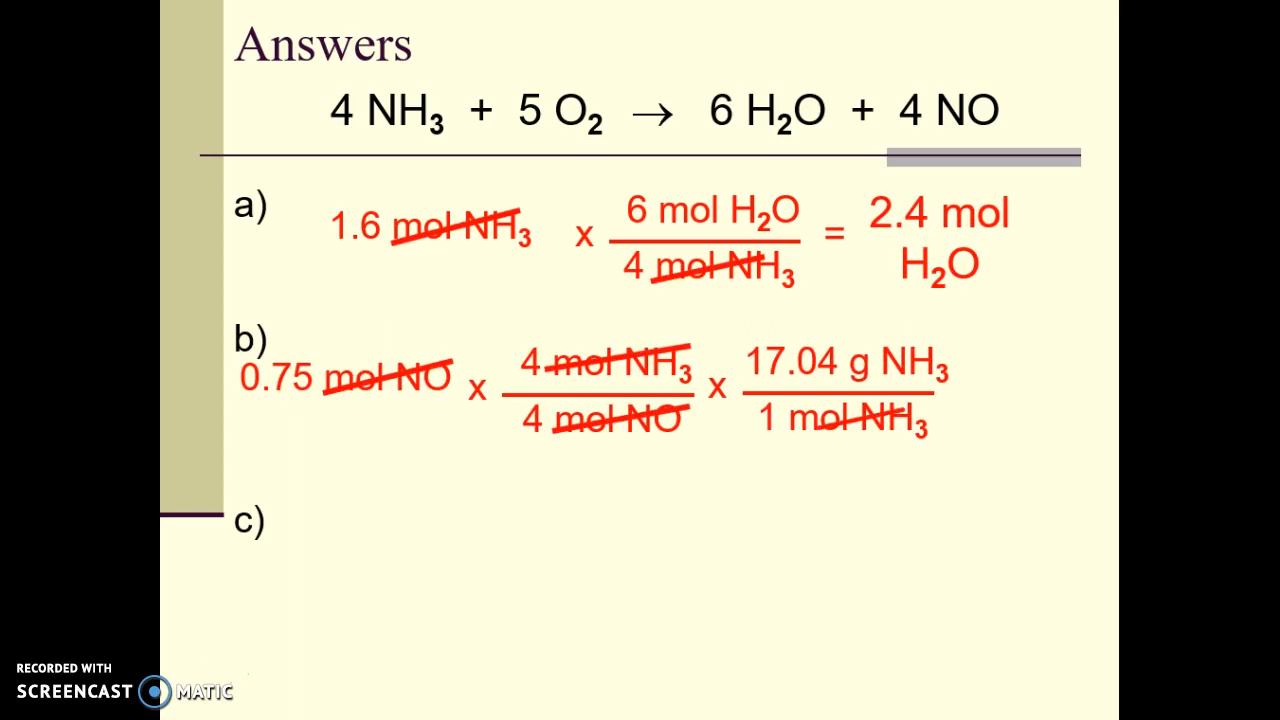 Answers
4 NH₃ + 5 O₂ → 6 H₂O + 4 NO
a)
1.6 mol NH₃ x 6 mol H₂O / 4 mol NH₃ = 2.4 mol H₂O
b)
0.75 mol NO x 4 mol NH₃ / 4 mol NO x 17.04 g NH₃ / 1 mol NH₃
c)
RECORDED WITH
SCREENCAST MATIC